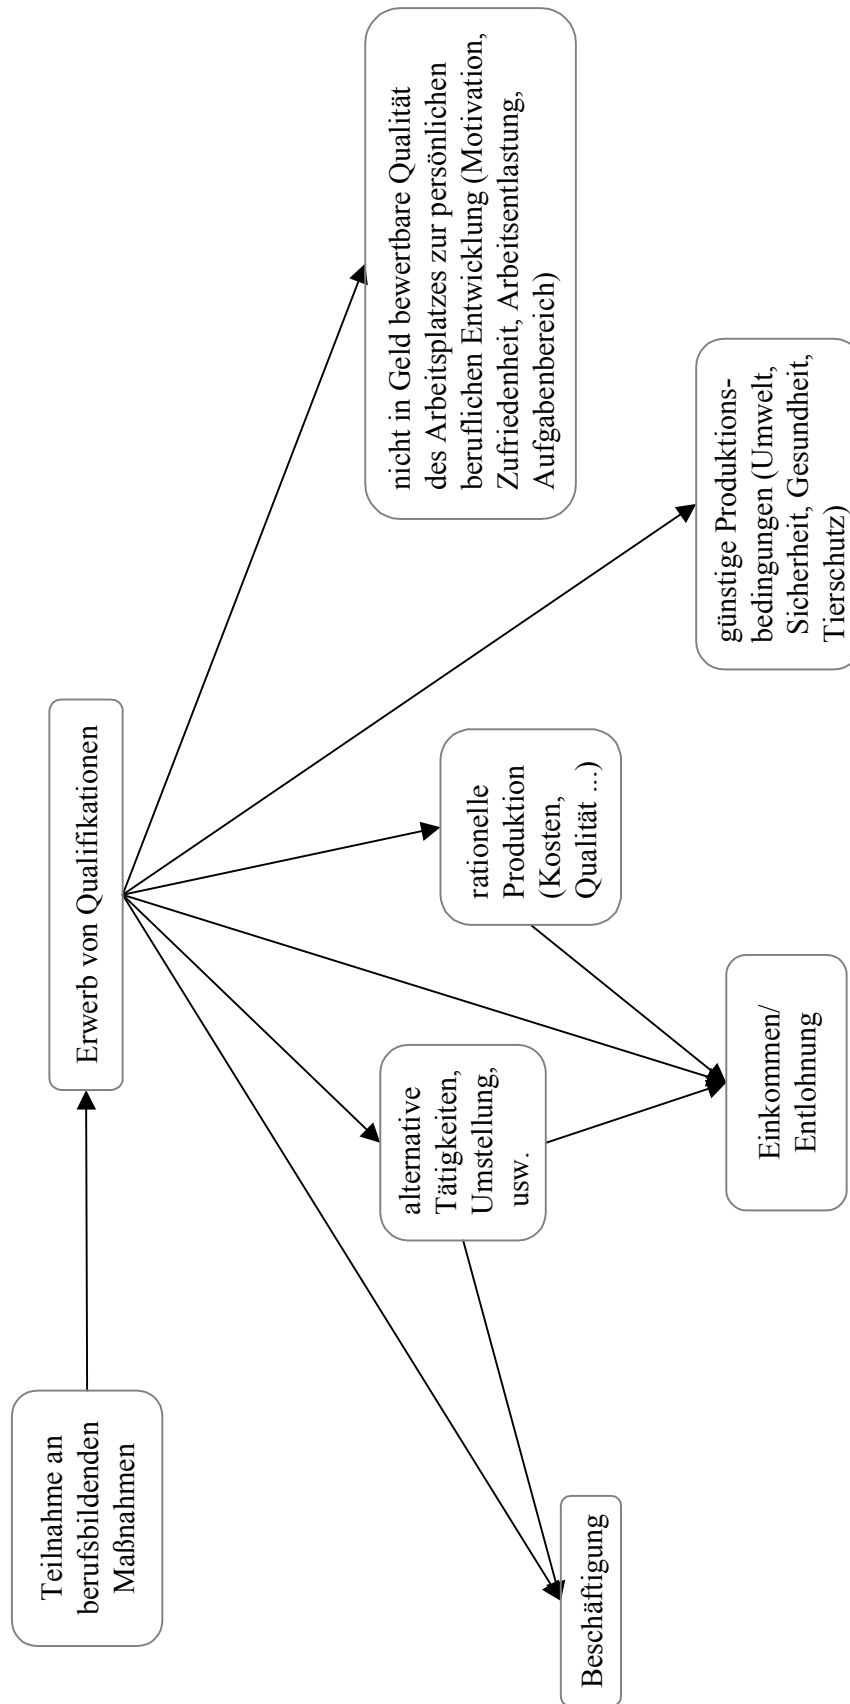 Teilnahme an
berufsbildenden
Maßnahmen
Erwerb von Qualifikationen
Beschäftigung
alternative
Tätigkeiten,
Umstellung,
usw.
Einkommen/
Entlohnung
rationelle
Produktion
(Kosten,
Qualität ...)
günstige Produktions-
bedingungen (Umwelt,
Sicherheit, Gesundheit,
Tierschutz)
nicht in Geld bewertbare Qualität
des Arbeitsplatzes zur persönlichen
beruflichen Entwicklung (Motivation,
Zufriedenheit, Arbeitsentlastung,
Aufgabenbereich)